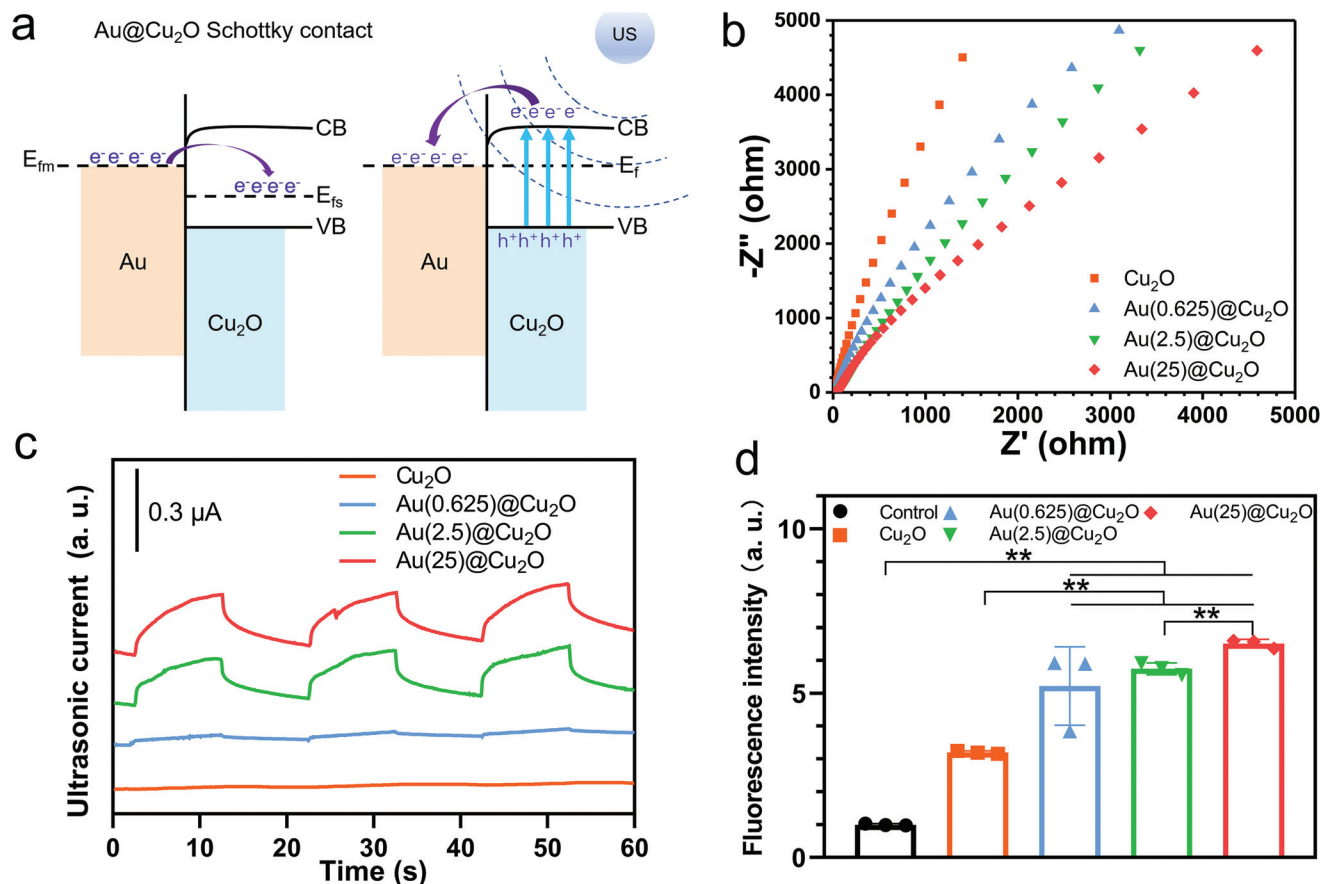 a
Au@Cu₂O Schottky contact
US
e⁻e⁻e⁻ e⁻
CB
CB
Efm
e⁻e⁻e⁻ e⁻
e⁻e⁻e⁻e⁻
Efs
VB
e⁻e⁻ e⁻ e⁻
Ef
VB
h⁺h⁺h⁺h⁺
Au
Cu₂O
Au
Cu₂O
b
5000
4000
3000
2000
1000
0
-Z" (ohm)
0
1000
2000
3000
4000
5000
Z' (ohm)
Cu₂O
Au(0.625)@Cu₂O
Au(2.5)@Cu₂O
Au(25)@Cu₂O
c
0.3 μA
Cu₂O
Au(0.625)@Cu₂O
Au(2.5)@Cu₂O
Au(25)@Cu₂O
Ultrasonic current (a. u.)
0
10
20
30
40
50
60
Time (s)
d
Fluorescence intensity (a. u.)
10
5
0
Control
Au(0.625)@Cu₂O
Au(25)@Cu₂O
Cu₂O
Au(2.5)@Cu₂O
**
**
**